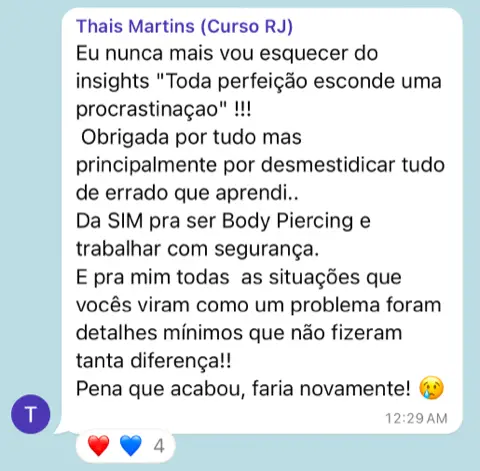 Thais Martins (Curso RJ)
Eu nunca mais vou esquecer do
insights "Toda perfeição esconde uma
procrastinaçao" !!!
Obrigada por tudo mas
principalmente por desmestidicar tudo
de errado que aprendi..
Da SIM pra ser Body Piercing e
trabalhar com segurança.
E pra mim todas  as situações que
vocês viram como um problema foram
detalhes mínimos que não fizeram
tanta diferença!!
Pena que acabou, faria novamente! 😢
12:29 AM
T
❤️ 💙 4